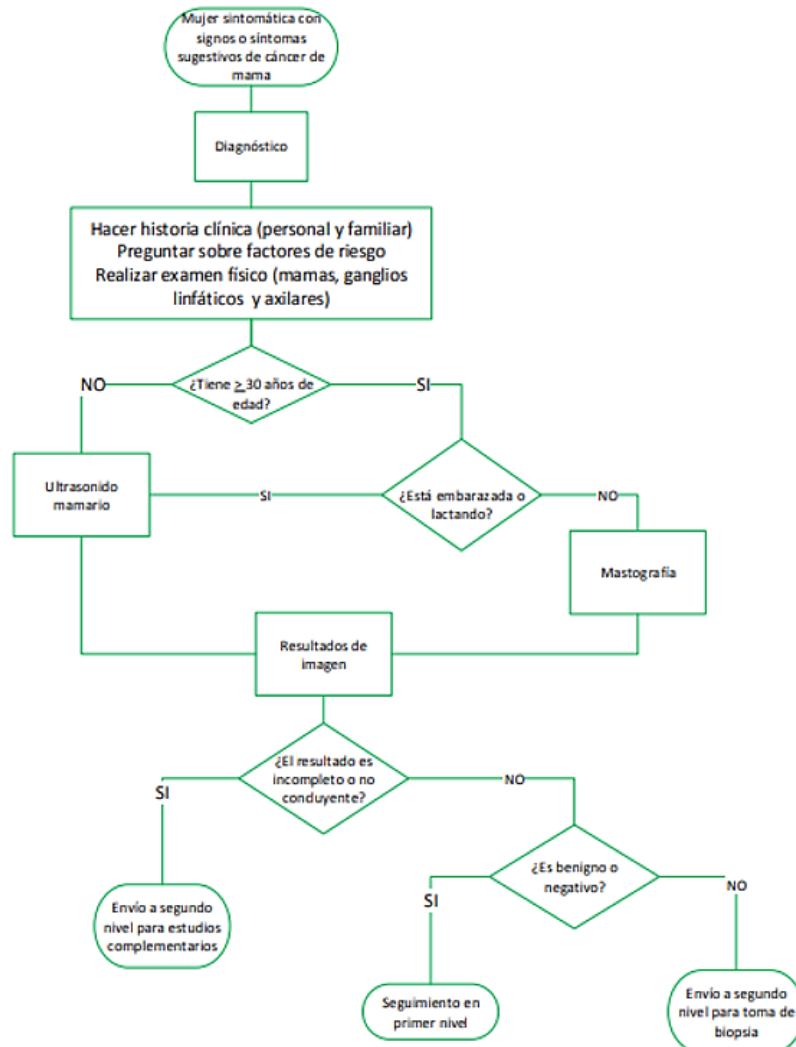 Mujer sintomática con
signos o síntomas
sugestivos de cáncer de
mama
Diagnóstico
Hacer historia clínica (personal y familiar)
Preguntar sobre factores de riesgo
Realizar examen físico (mamas, ganglios
linfáticos y axilares)
¿Tiene ≥ 30 años de
edad?
NO
SI
Ultrasonido
mamario
SI
¿Está embarazada o
lactando?
NO
Mastografía
Resultados de
imagen
¿El resultado es
incompleto o no
concluyente?
SI
NO
¿Es benigno o
negativo?
SI
NO
Envío a segundo
nivel para estudios
complementarios
Seguimiento en
primer nivel
Envío a segundo
nivel para toma de
biopsia